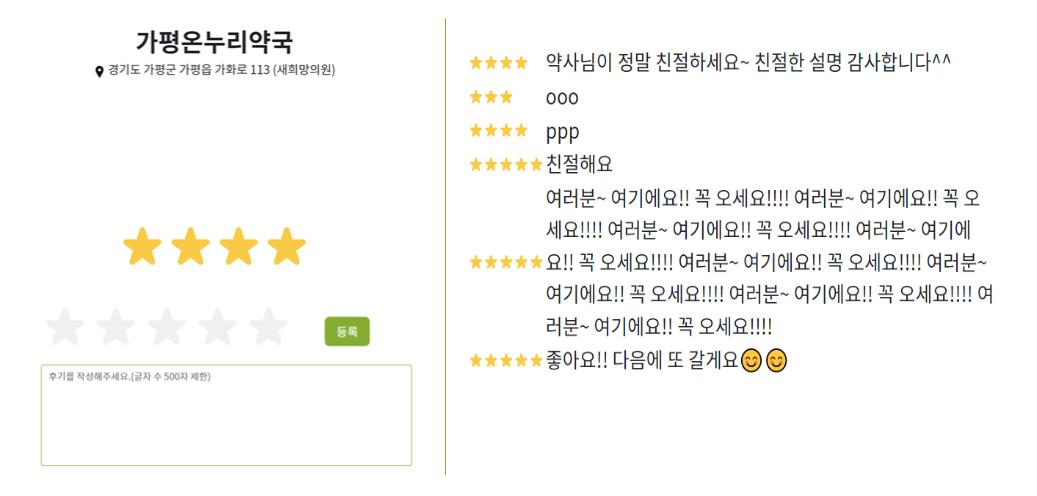 가평온누리약국
경기도 가평군 가평읍 가화로 113 (새희망의원)
등록
후기를 작성해주세요.(글자 수 500자 제한)
약사님이 정말 친절하세요~ 친절한 설명 감사합니다^^
ooo
ppp
친절해요
여러분~ 여기에요!! 꼭 오세요!!!! 여러분~ 여기에요!! 꼭 오
세요!!!! 여러분~ 여기에요!! 꼭 오세요!!!! 여러분~ 여기에
요!! 꼭 오세요!!!! 여러분~ 여기에요!! 꼭 오세요!!!! 여러분~
여기에요!! 꼭 오세요!!!! 여러분~ 여기에요!! 꼭 오세요!!!! 여
러분~ 여기에요!! 꼭 오세요!!!!
좋아요!! 다음에 또 갈게요😊😊